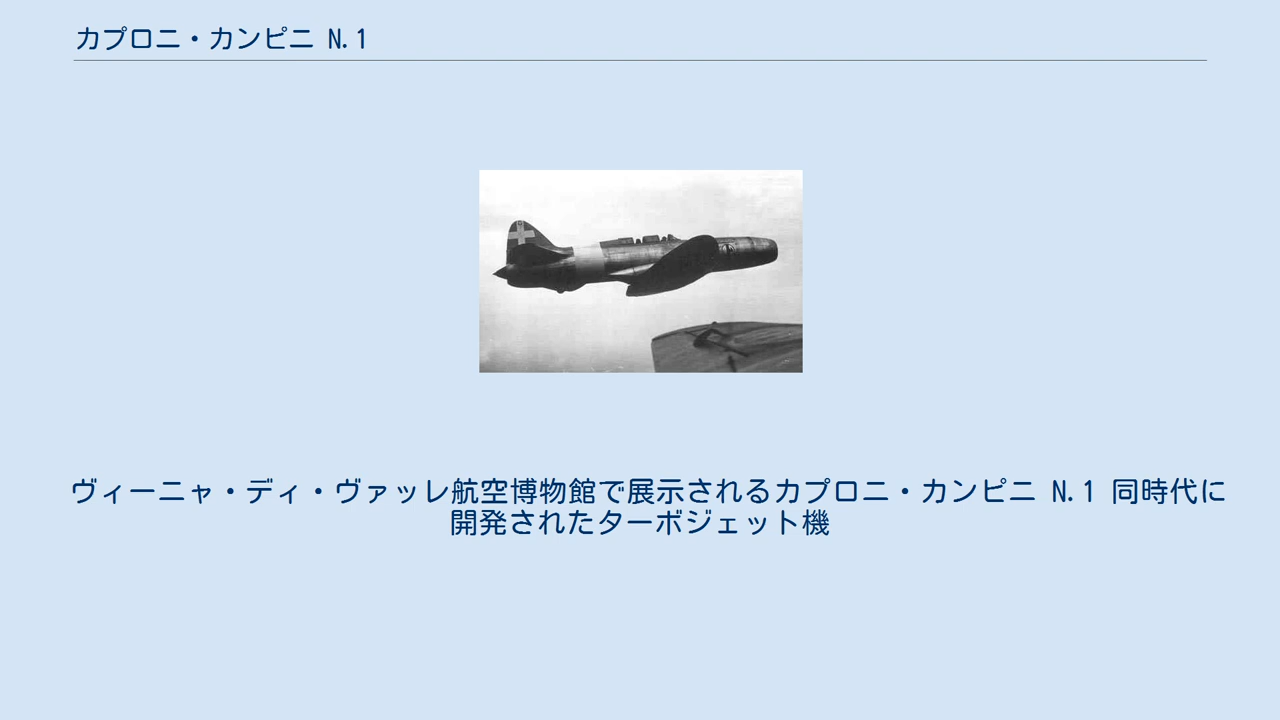 カプロニ・カンピニ N.1
ヴィーニャ・ディ・ヴァッレ航空博物館で展示されるカプロニ・カンピニ N.1 同時代に
開発されたターボジェット機